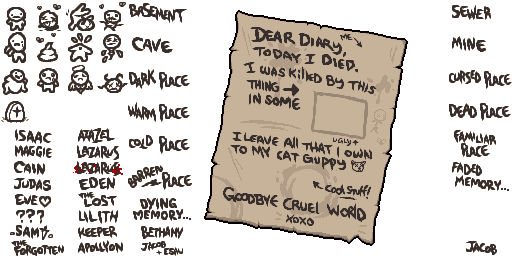 BASEMENT
CAVE
DARK PLACE
WARM PLACE
COLD PLACE
BARREN PLACE
DYING
MEMORY...
BETHANY
JACOB
+ ESAU
ISAAC
MAGGIE
CAIN
JUDAS
EVE♡
???
SAM
THE
FORGOTTEN
AZAZEL
LAZARUS
LAZARUS
EDEN
THE
LOST
LILITH
KEEPER
APOLLYON
DEAR DIARY,
ME
TODAY I DIED.
I WAS KILLED BY THIS
THING →
IN SOME
UGLY
I LEAVE ALL THAT I OWN
TO MY CAT GUPPY
← COOL STUFF!
GOODBYE CRUEL WORLD
XOXO
SEWER
MINE
CURSED PLACE
DEAD PLACE
FAMILIAR
PLACE
FADED
MEMORY...
JACOB